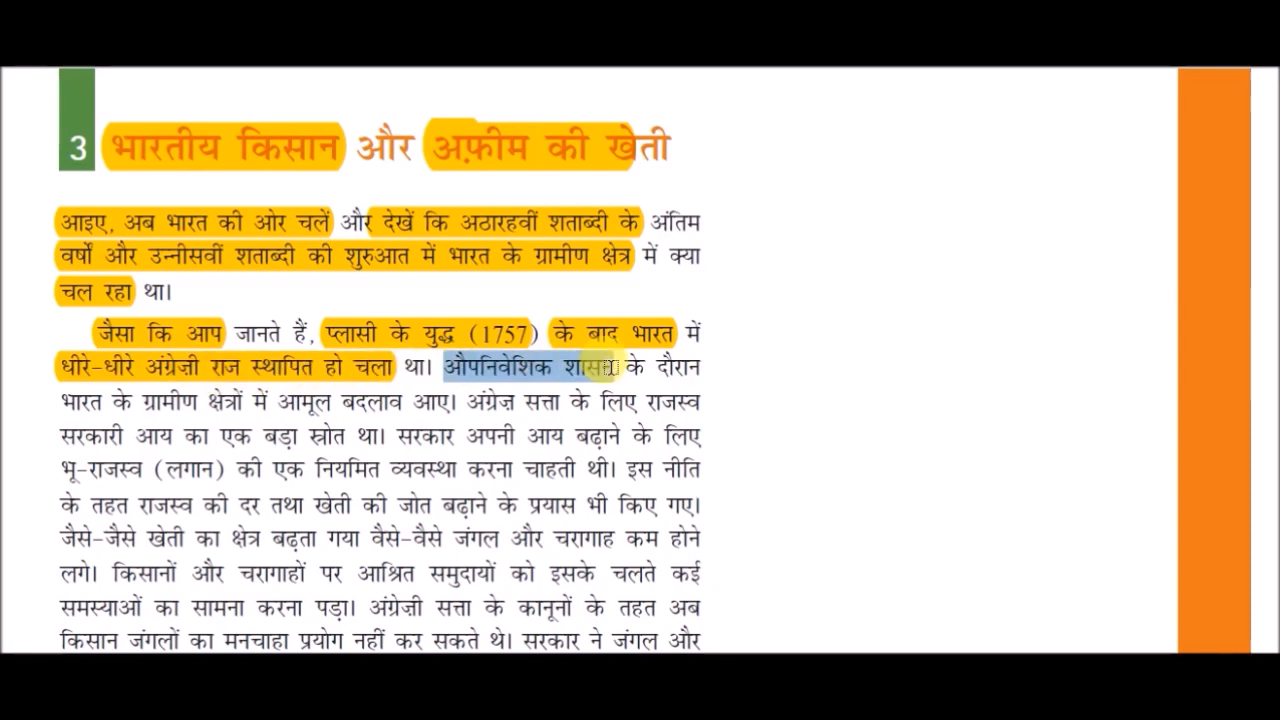 3 भारतीय किसान और अफ़ीम की खेती
आइए, अब भारत की ओर चलें और देखें कि अठारहवीं शताब्दी के अंतिम
वर्षों और उन्नीसवीं शताब्दी की शुरुआत में भारत के ग्रामीण क्षेत्र में क्या
चल रहा था।
जैसा कि आप जानते हैं, प्लासी के युद्ध (1757) के बाद भारत में
धीरे-धीरे अंग्रेज़ी राज स्थापित हो चला था। औपनिवेशिक शासन के दौरान
भारत के ग्रामीण क्षेत्रों में आमूल बदलाव आए। अंग्रेज़ सत्ता के लिए राजस्व
सरकारी आय का एक बड़ा स्रोत था। सरकार अपनी आय बढ़ाने के लिए
भू-राजस्व (लगान) की एक नियमित व्यवस्था करना चाहती थी। इस नीति
के तहत राजस्व की दर तथा खेती की जोत बढ़ाने के प्रयास भी किए गए।
जैसे-जैसे खेती का क्षेत्र बढ़ता गया वैसे-वैसे जंगल और चरागाह कम होने
लगे। किसानों और चरागाहों पर आश्रित समुदायों को इसके चलते कई
समस्याओं का सामना करना पड़ा। अंग्रेज़ी सत्ता के कानूनों के तहत अब
किसान जंगलों का मनचाहा प्रयोग नहीं कर सकते थे। सरकार ने जंगल और